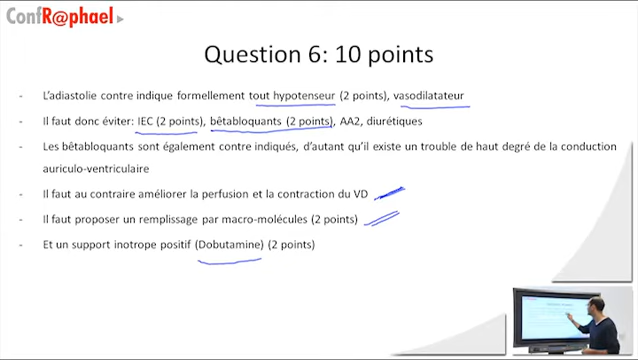 ConfR@phael
Question 6: 10 points
- L'adiastolie contre indique formellement tout hypotenseur (2 points), vasodilatateur
- Il faut donc éviter: IEC (2 points), bêtabloquants (2 points), AA2, diurétiques
- Les bêtabloquants sont également contre indiqués, d'autant qu'il existe un trouble de haut degré de la conduction
auriculo-ventriculaire
- Il faut au contraire améliorer la perfusion et la contraction du VD
- Il faut proposer un remplissage par macro-molécules (2 points)
- Et un support inotrope positif (Dobutamine) (2 points)